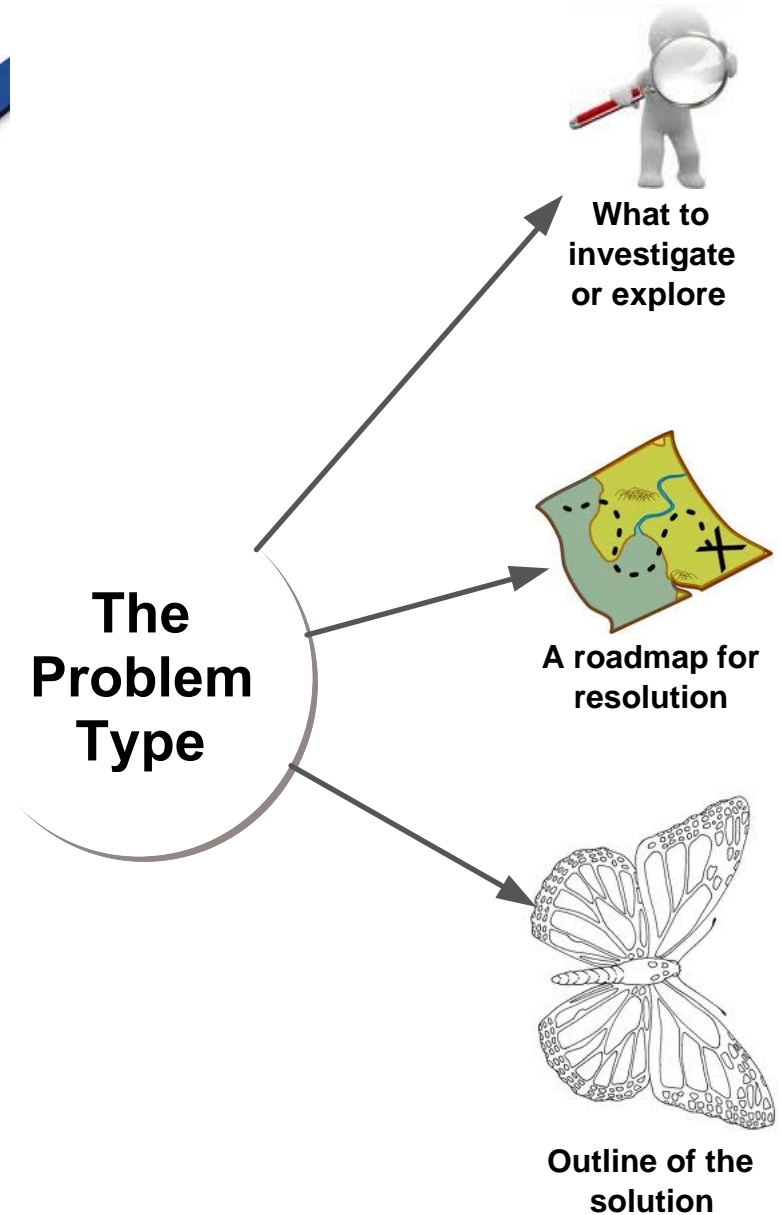 What to
investigate
or explore
The
Problem
Type
A roadmap for
resolution
Outline of the
solution